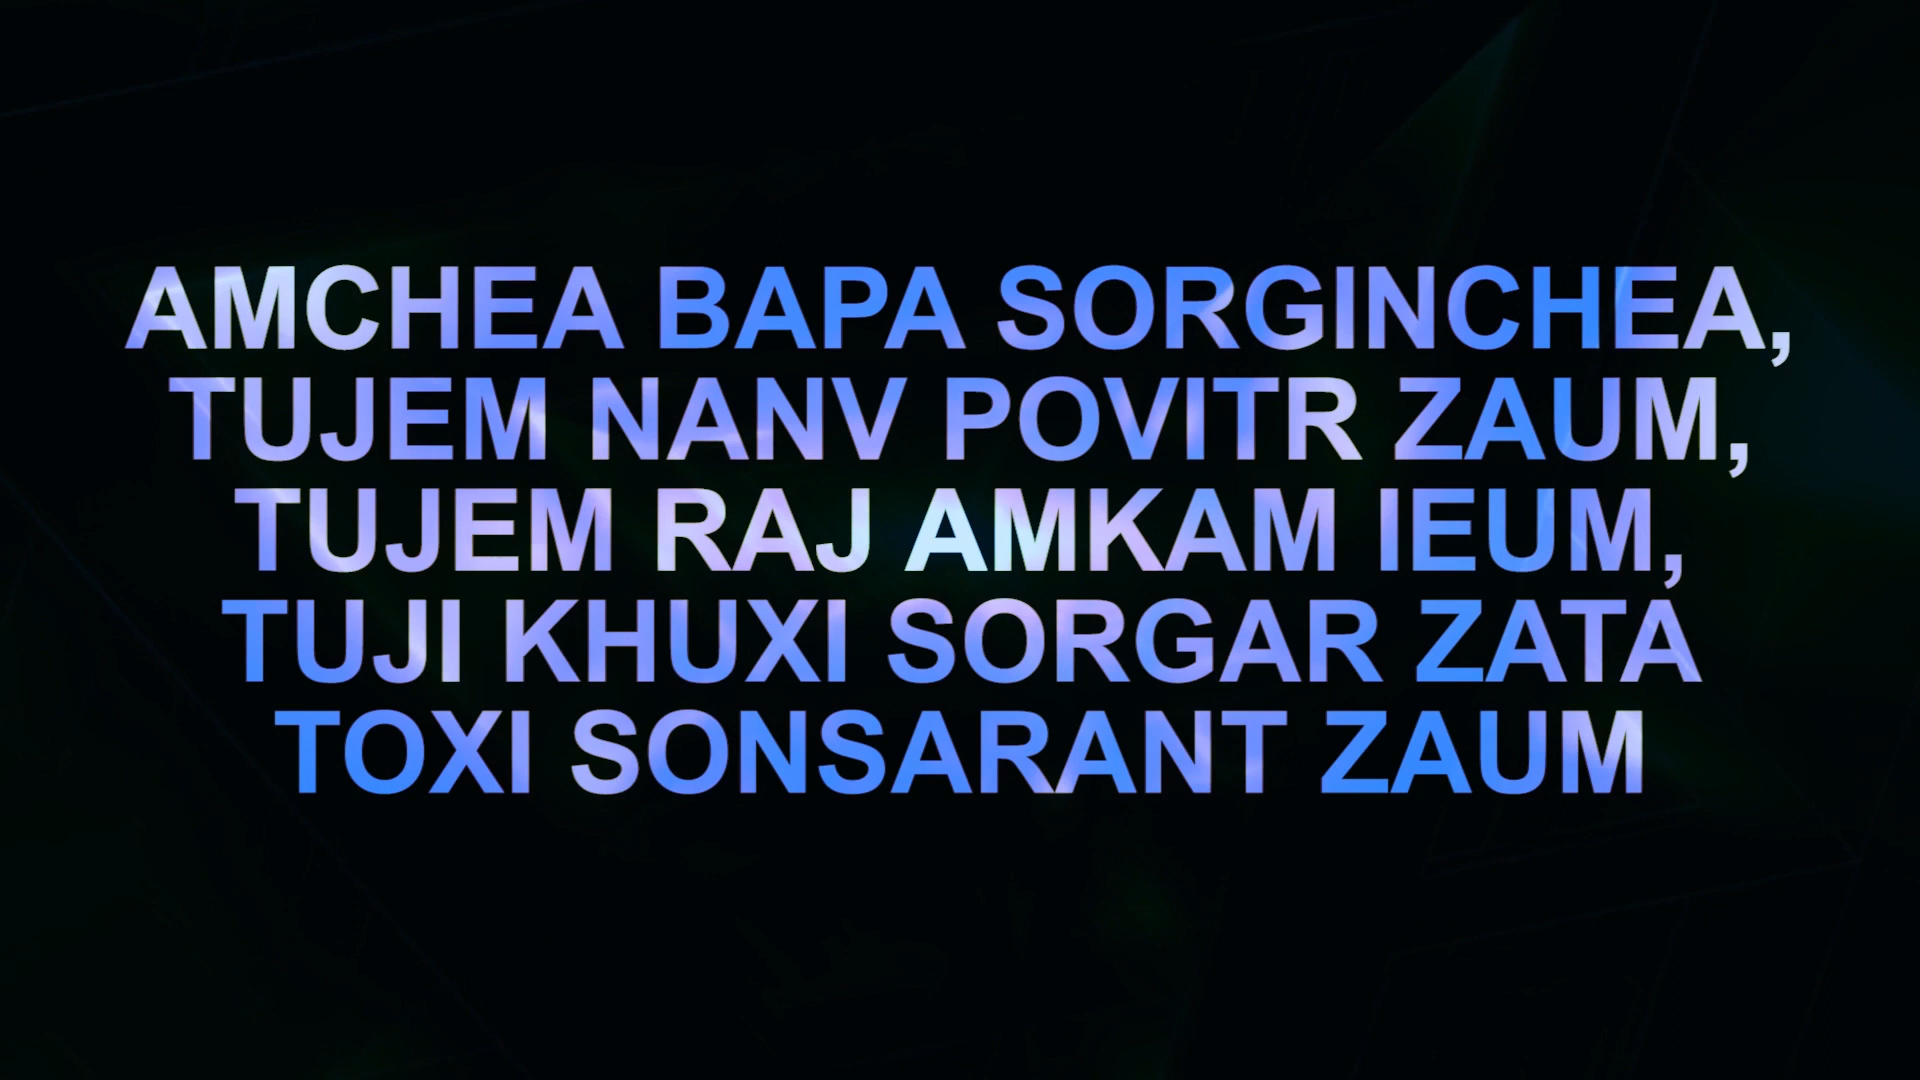 AMCHEA BAPA SORGINCHEA,
TUJEM NANV POVITR ZAUM,
TUJEM RAJ AMKAM IEUM,
TUJI KHUXI SORGAR ZATA
TOXI SONSARANT ZAUM